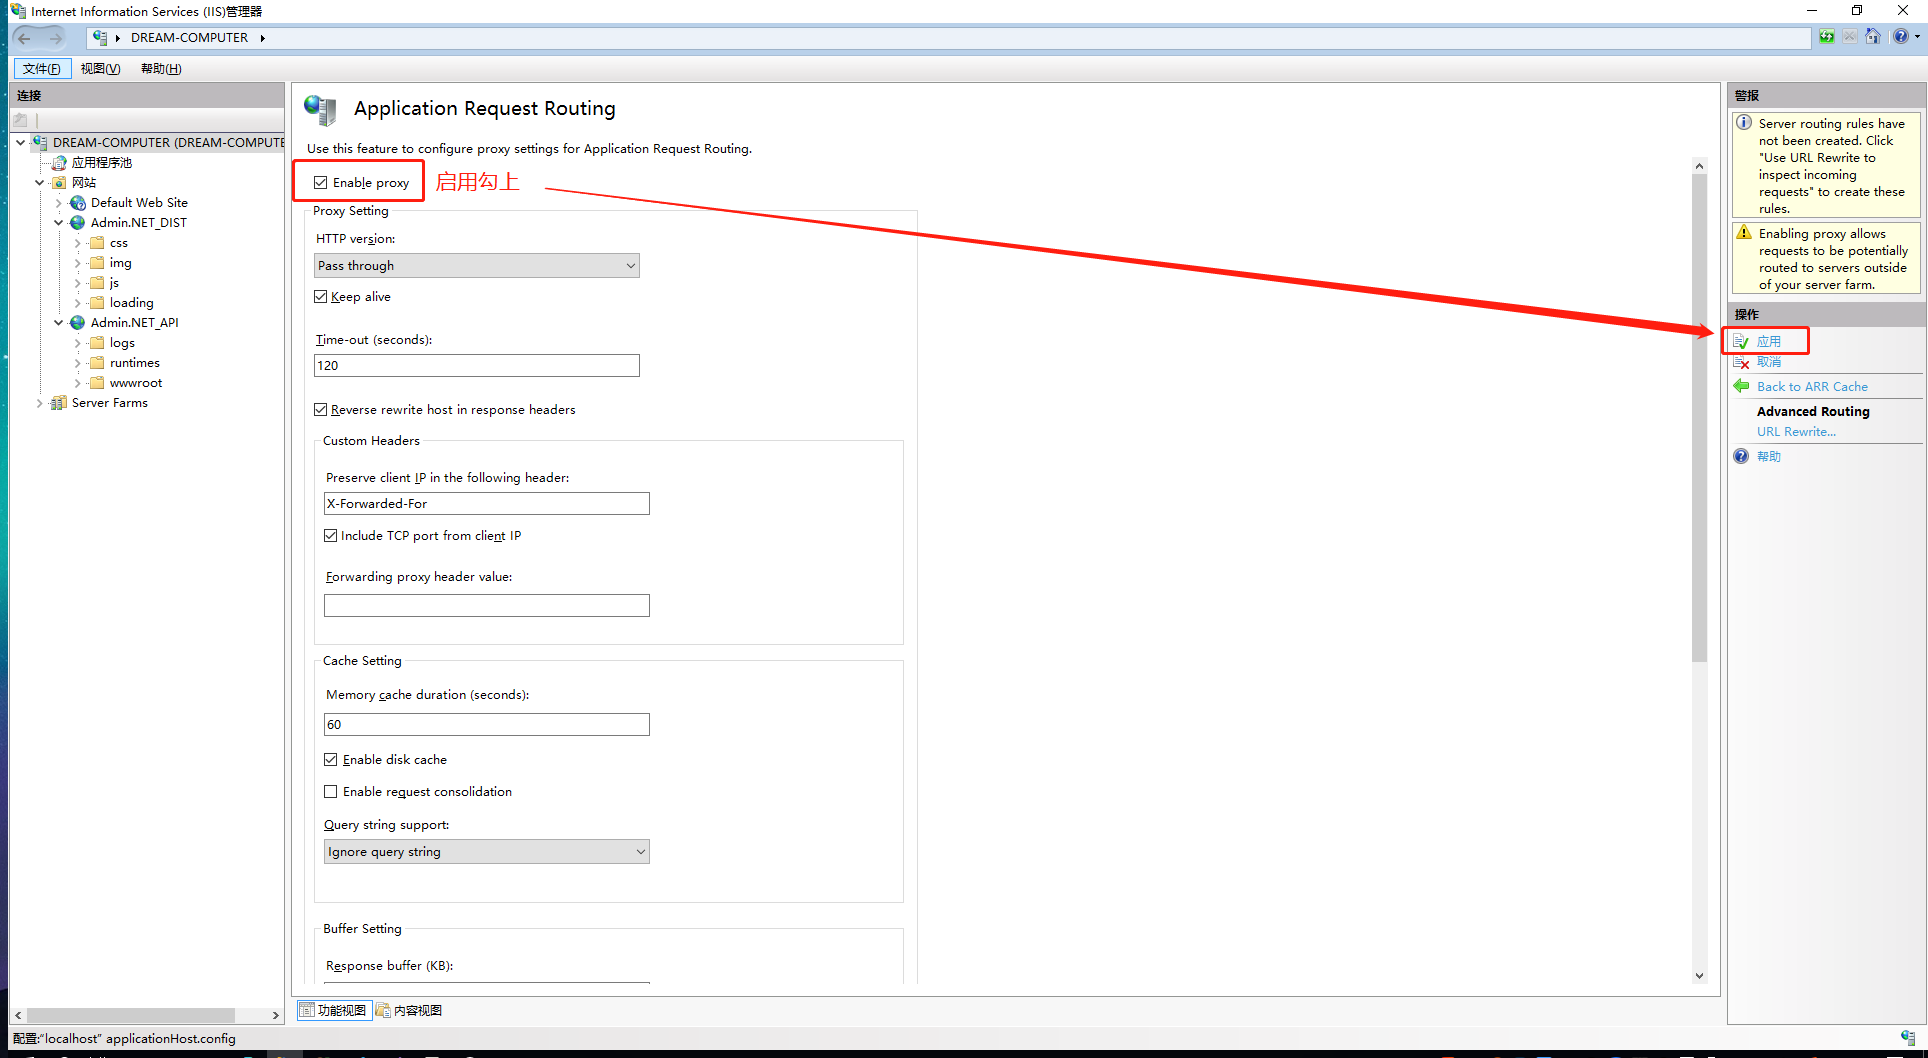 Internet Information Services (IIS)管理器
DREAM-COMPUTER
文件(F) 视图(V) 帮助(H)
连接
DREAM-COMPUTER (DREAM-COMPUTE
应用程序池
网站
Default Web Site
Admin.NET_DIST
css
img
js
loading
Admin.NET_API
logs
runtimes
wwwroot
Server Farms
Application Request Routing
Use this feature to configure proxy settings for Application Request Routing.
Enable proxy
启用勾上
Proxy Setting
HTTP version:
Pass through
Keep alive
Time-out (seconds):
120
Reverse rewrite host in response headers
Custom Headers
Preserve client IP in the following header:
X-Forwarded-For
Include TCP port from client IP
Forwarding proxy header value:
Cache Setting
Memory cache duration (seconds):
60
Enable disk cache
Enable request consolidation
Query string support:
Ignore query string
Buffer Setting
Response buffer (KB):
功能视图 内容视图
警报
Server routing rules have
not been created. Click
"Use URL Rewrite to
inspect incoming
requests" to create these
rules.
Enabling proxy allows
requests to be potentially
routed to servers outside
of your server farm.
操作
应用
取消
Back to ARR Cache
Advanced Routing
URL Rewrite...
帮助
配置:"localhost" applicationHost.config